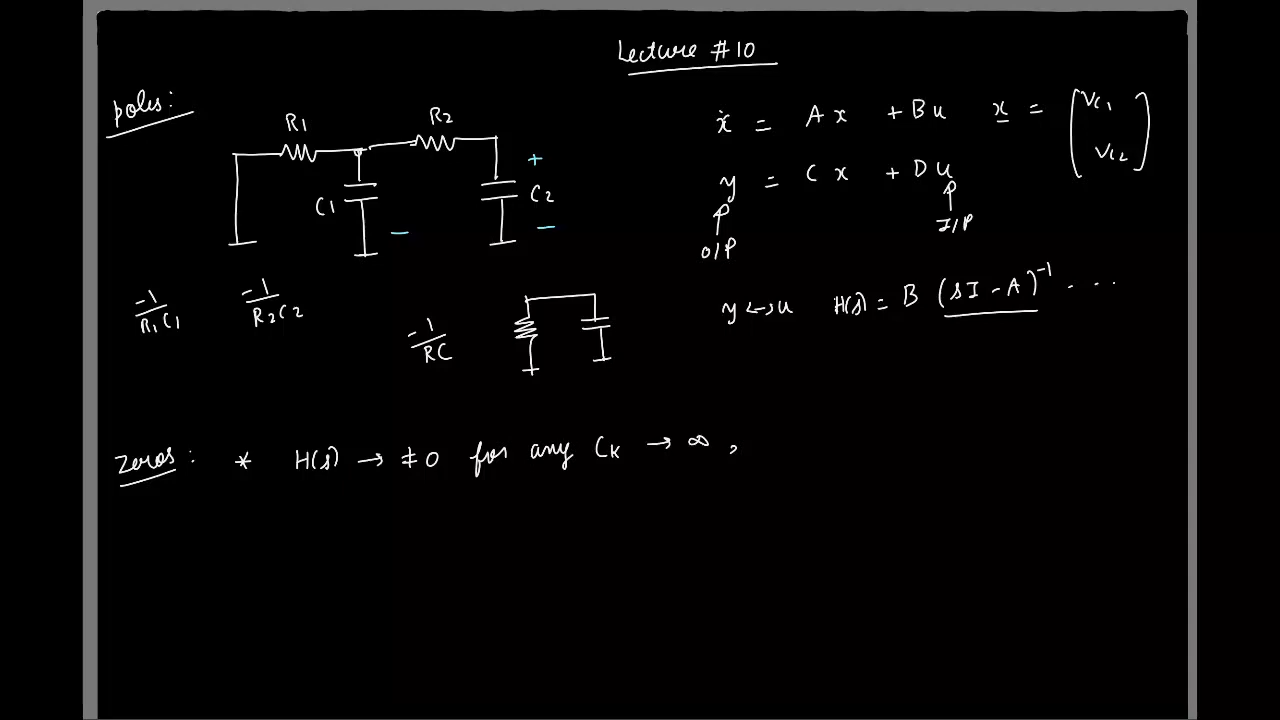 Lecture #10
poles:
R1
R2
C1
C2
+
−
−
ẋ = A x + B u
x = (VC1
VC2)
y = C x + D u
O/P
I/P
-1/R1C1
-1/R2C2
-1/RC
y ↔ u H(s) = B (sI - A)^-1 - . . .
Zeros: * H(s) → ≠0 for any CK → ∞ ,